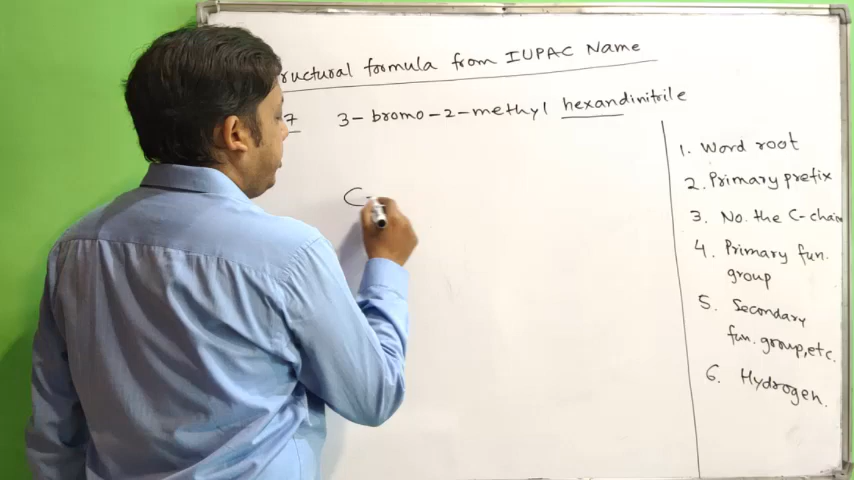 ructural formula from IUPAC Name
7 3-bromo-2-methyl hexandinitrile
C-
1. Word root
2. Primary prefix
3. No. the C-chain
4. Primary fun.
group
5. Secondary
fun. group, etc.
6. Hydrogen.